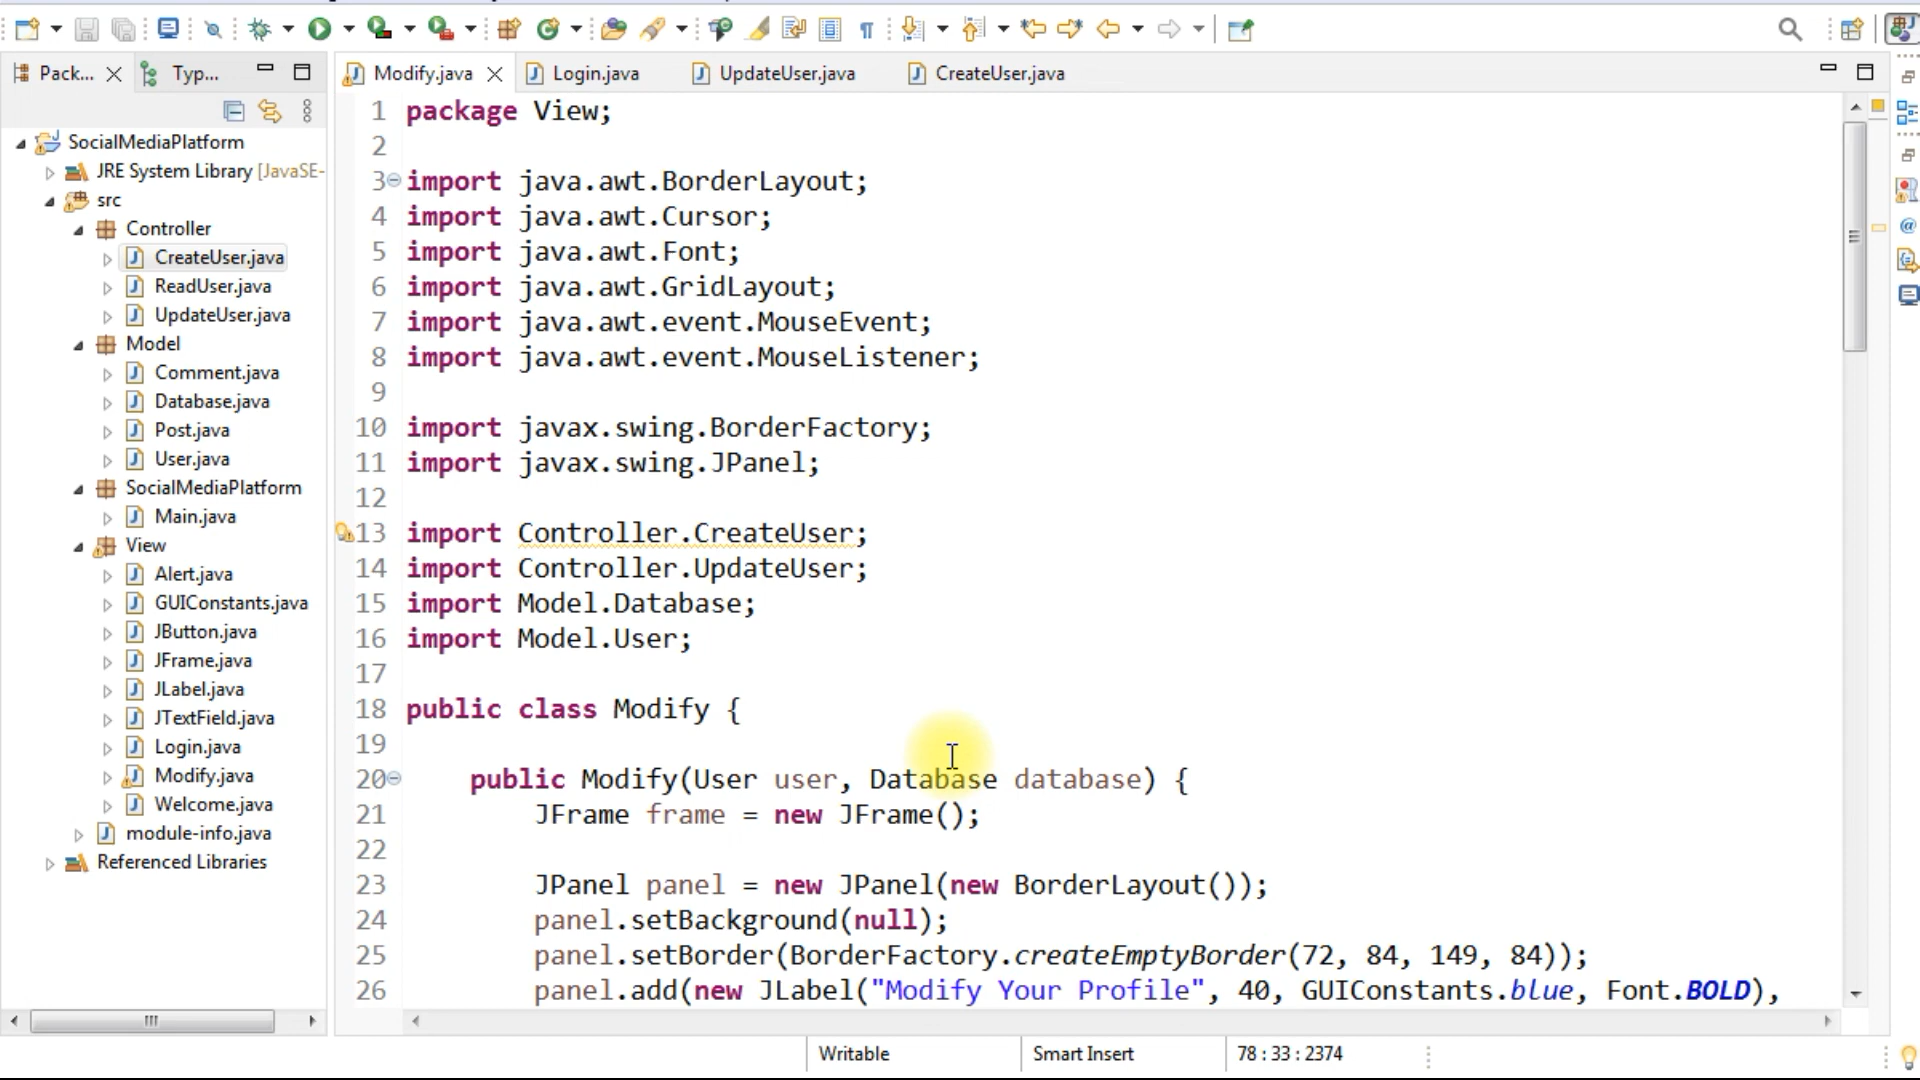 Pack...
Typ...
Modify.java
Login.java
UpdateUser.java
CreateUser.java
SocialMediaPlatform
JRE System Library [JavaSE-
src
Controller
CreateUser.java
ReadUser.java
UpdateUser.java
Model
Comment.java
Database.java
Post.java
User.java
SocialMediaPlatform
Main.java
View
Alert.java
GUIConstants.java
JButton.java
JFrame.java
JLabel.java
JTextField.java
Login.java
Modify.java
Welcome.java
module-info.java
Referenced Libraries
1 package View;
2
3 import java.awt.BorderLayout;
4 import java.awt.Cursor;
5 import java.awt.Font;
6 import java.awt.GridLayout;
7 import java.awt.event.MouseEvent;
8 import java.awt.event.MouseListener;
9
10 import javax.swing.BorderFactory;
11 import javax.swing.JPanel;
12
13 import Controller.CreateUser;
14 import Controller.UpdateUser;
15 import Model.Database;
16 import Model.User;
17
18 public class Modify {
19
20 public Modify(User user, Database database) {
21 JFrame frame = new JFrame();
22
23 JPanel panel = new JPanel(new BorderLayout());
24 panel.setBackground(null);
25 panel.setBorder(BorderFactory.createEmptyBorder(72, 84, 149, 84));
26 panel.add(new JLabel("Modify Your Profile", 40, GUIConstants.blue, Font.BOLD),
Writable
Smart Insert
78 : 33 : 2374